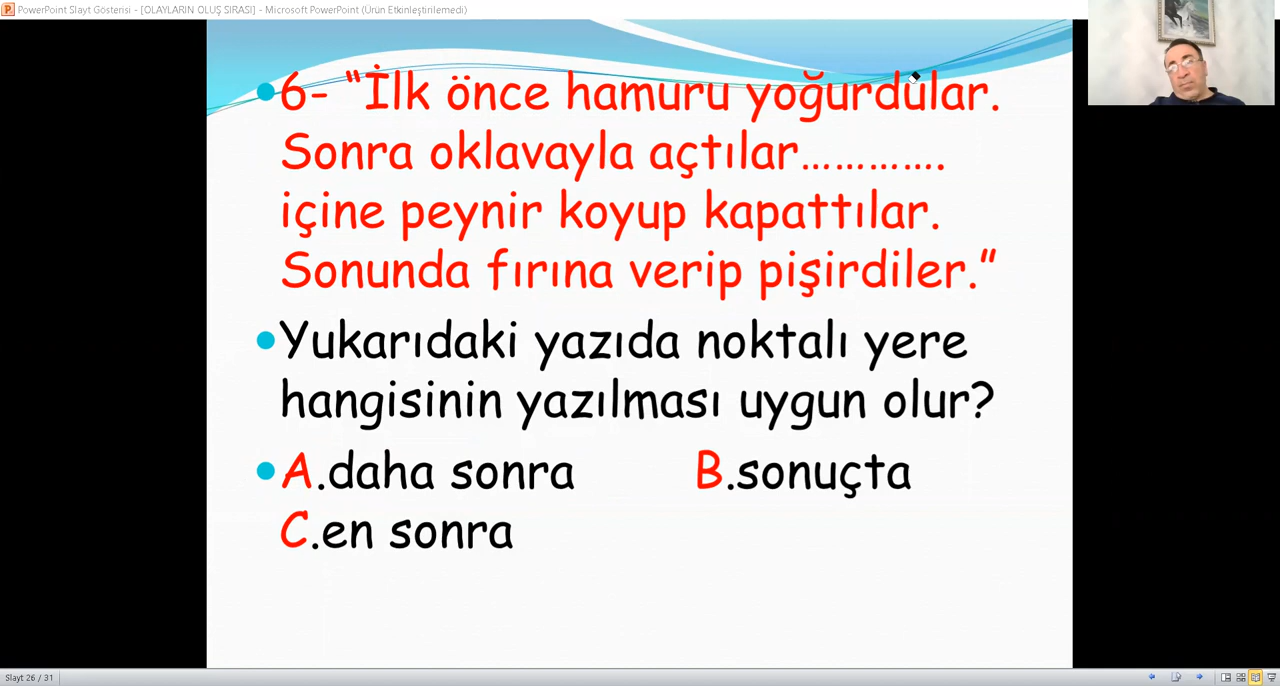 PowerPoint Slayt Gösterisi - [OLAYLARIN OLUŞ SIRASI] - Microsoft PowerPoint (Ürün Etkinleştirilemedi)
6- "İlk önce hamuru yoğurdular.
Sonra oklavayla açtılar………….
içine peynir koyup kapattılar.
Sonunda fırına verip pişirdiler."
Yukarıdaki yazıda noktalı yere
hangisinin yazılması uygun olur?
A.daha sonra B.sonuçta
C.en sonra
Slayt 26 / 31